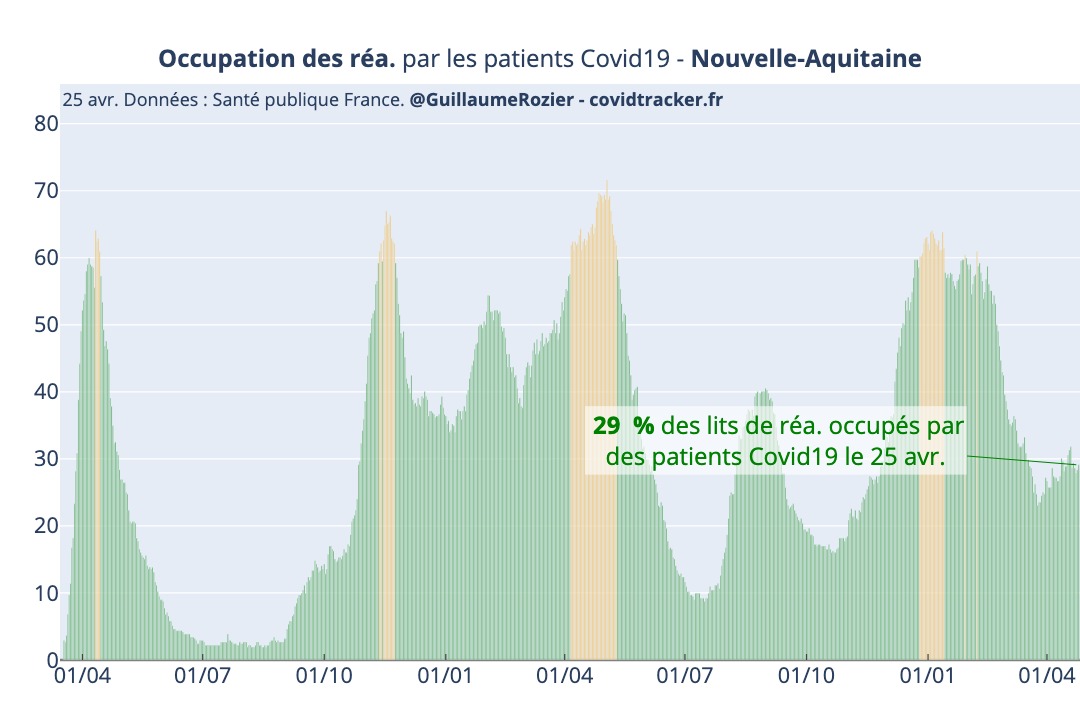 Occupation des réa. par les patients Covid19 - Nouvelle-Aquitaine
25 avr. Données : Santé publique France. @GuillaumeRozier - covidtracker.fr
80
70
60
50
40
30
20
10
0
29 % des lits de réa. occupés par
des patients Covid19 le 25 avr.
01/04 01/07 01/10 01/01 01/04 01/07 01/10 01/01 01/04